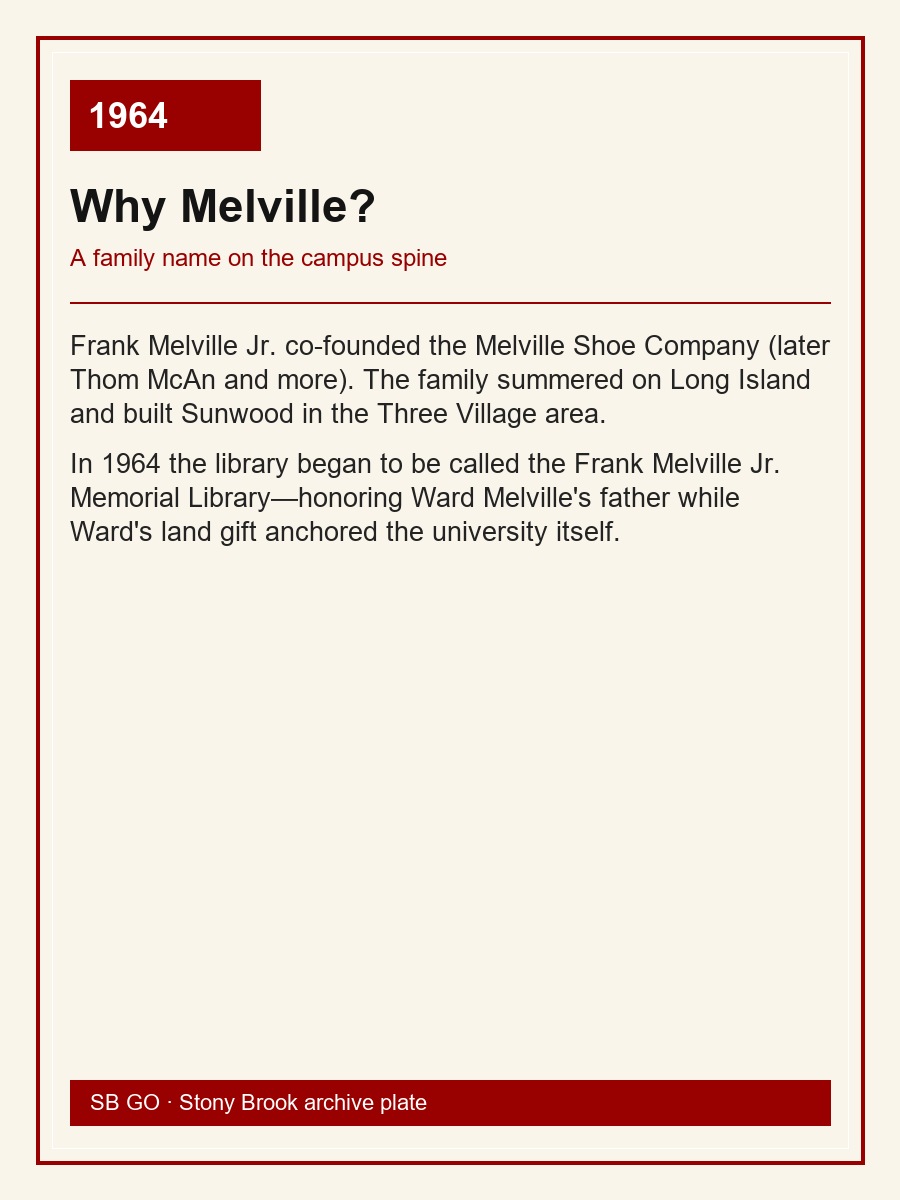 1964
Why Melville?
A family name on the campus spine
Frank Melville Jr. co-founded the Melville Shoe Company (later
Thom McAn and more). The family summered on Long Island
and built Sunwood in the Three Village area.
In 1964 the library began to be called the Frank Melville Jr.
Memorial Library—honoring Ward Melville's father while
Ward's land gift anchored the university itself.
SB GO · Stony Brook archive plate